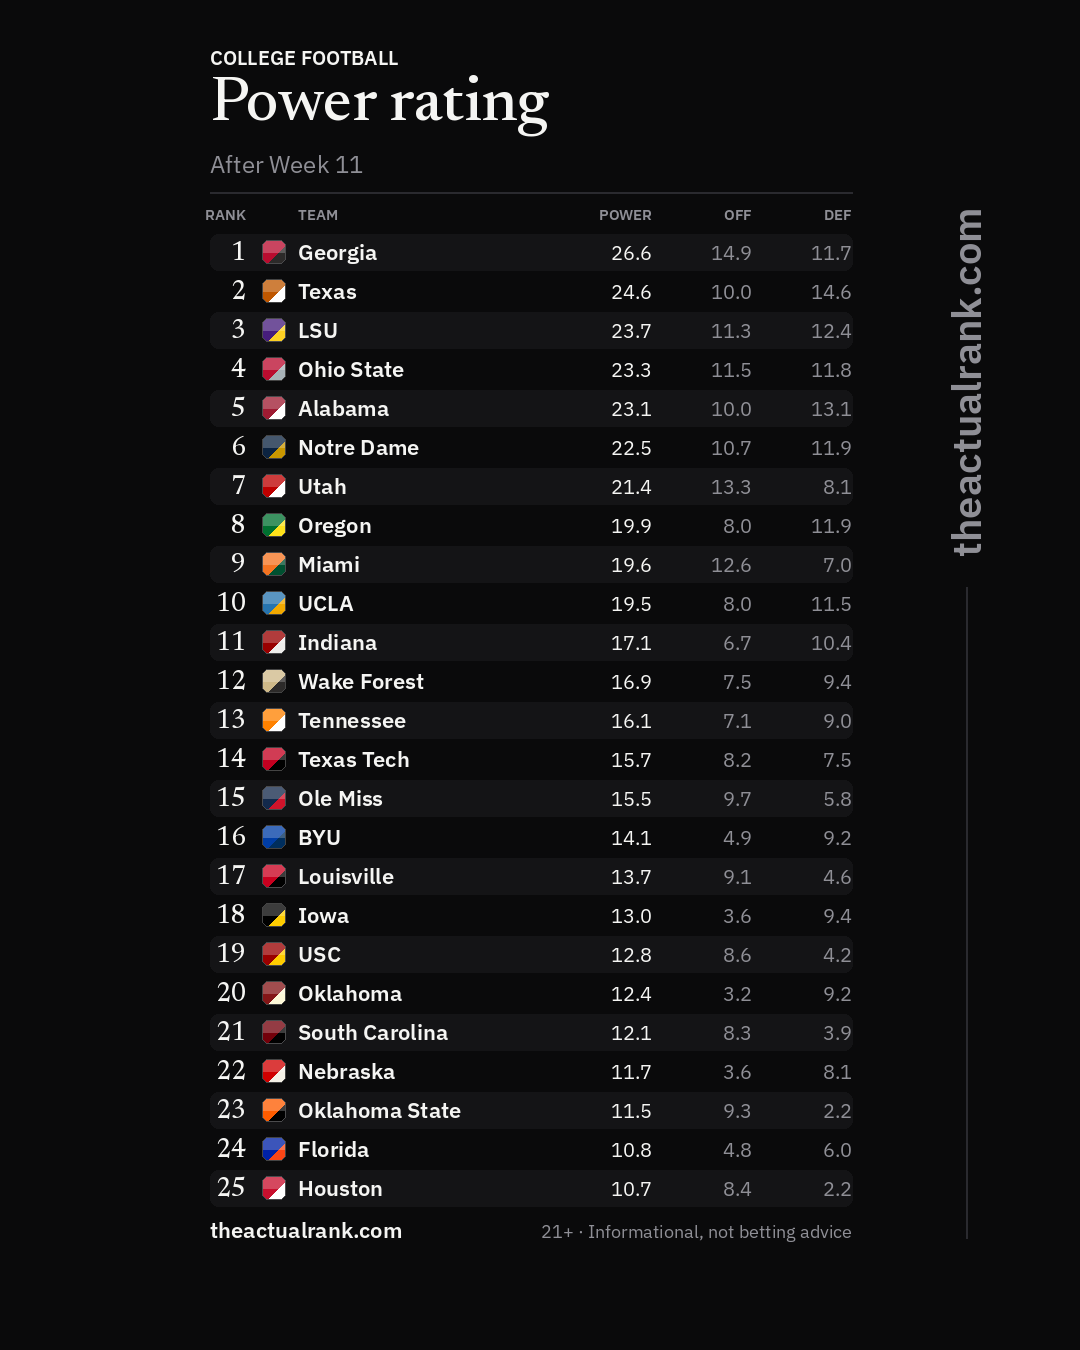 COLLEGE FOOTBALL
Power rating
After Week 11
RANK TEAM POWER OFF DEF
1 Georgia 26.6 14.9 11.7
2 Texas 24.6 10.0 14.6
3 LSU 23.7 11.3 12.4
4 Ohio State 23.3 11.5 11.8
5 Alabama 23.1 10.0 13.1
6 Notre Dame 22.5 10.7 11.9
7 Utah 21.4 13.3 8.1
8 Oregon 19.9 8.0 11.9
9 Miami 19.6 12.6 7.0
10 UCLA 19.5 8.0 11.5
11 Indiana 17.1 6.7 10.4
12 Wake Forest 16.9 7.5 9.4
13 Tennessee 16.1 7.1 9.0
14 Texas Tech 15.7 8.2 7.5
15 Ole Miss 15.5 9.7 5.8
16 BYU 14.1 4.9 9.2
17 Louisville 13.7 9.1 4.6
18 Iowa 13.0 3.6 9.4
19 USC 12.8 8.6 4.2
20 Oklahoma 12.4 3.2 9.2
21 South Carolina 12.1 8.3 3.9
22 Nebraska 11.7 3.6 8.1
23 Oklahoma State 11.5 9.3 2.2
24 Florida 10.8 4.8 6.0
25 Houston 10.7 8.4 2.2
theactualrank.com 21+ · Informational, not betting advice
theactualrank.com